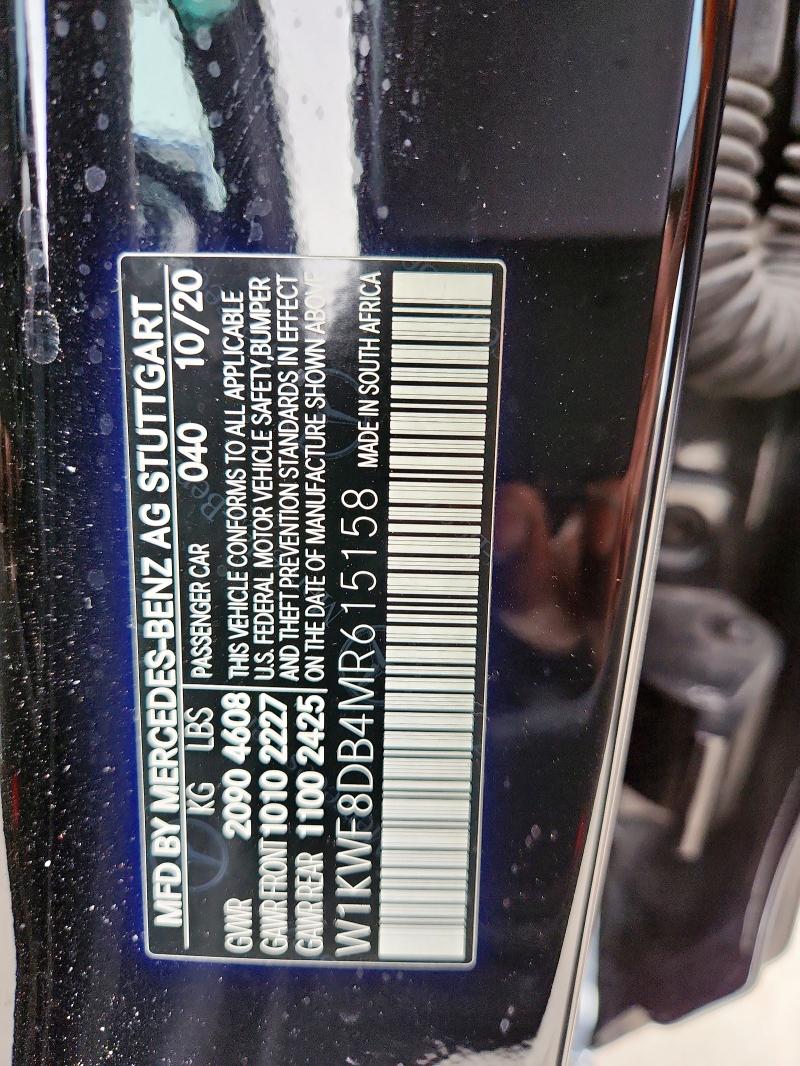 MFD BY MERCEDES-BENZ AG STUTTGART
KG LBS PASSENGER CAR 040 10/20
GVWR 2090 4608 THIS VEHICLE CONFORMS TO ALL APPLICABLE
GAWR FRONT 1010 2227 U.S. FEDERAL MOTOR VEHICLE SAFETY,BUMPER
GAWR REAR 1100 2425 AND THEFT PREVENTION STANDARDS IN EFFECT
ON THE DATE OF MANUFACTURE SHOWN ABOVE
W1KWF8DB4MR615158 MADE IN SOUTH AFRICA